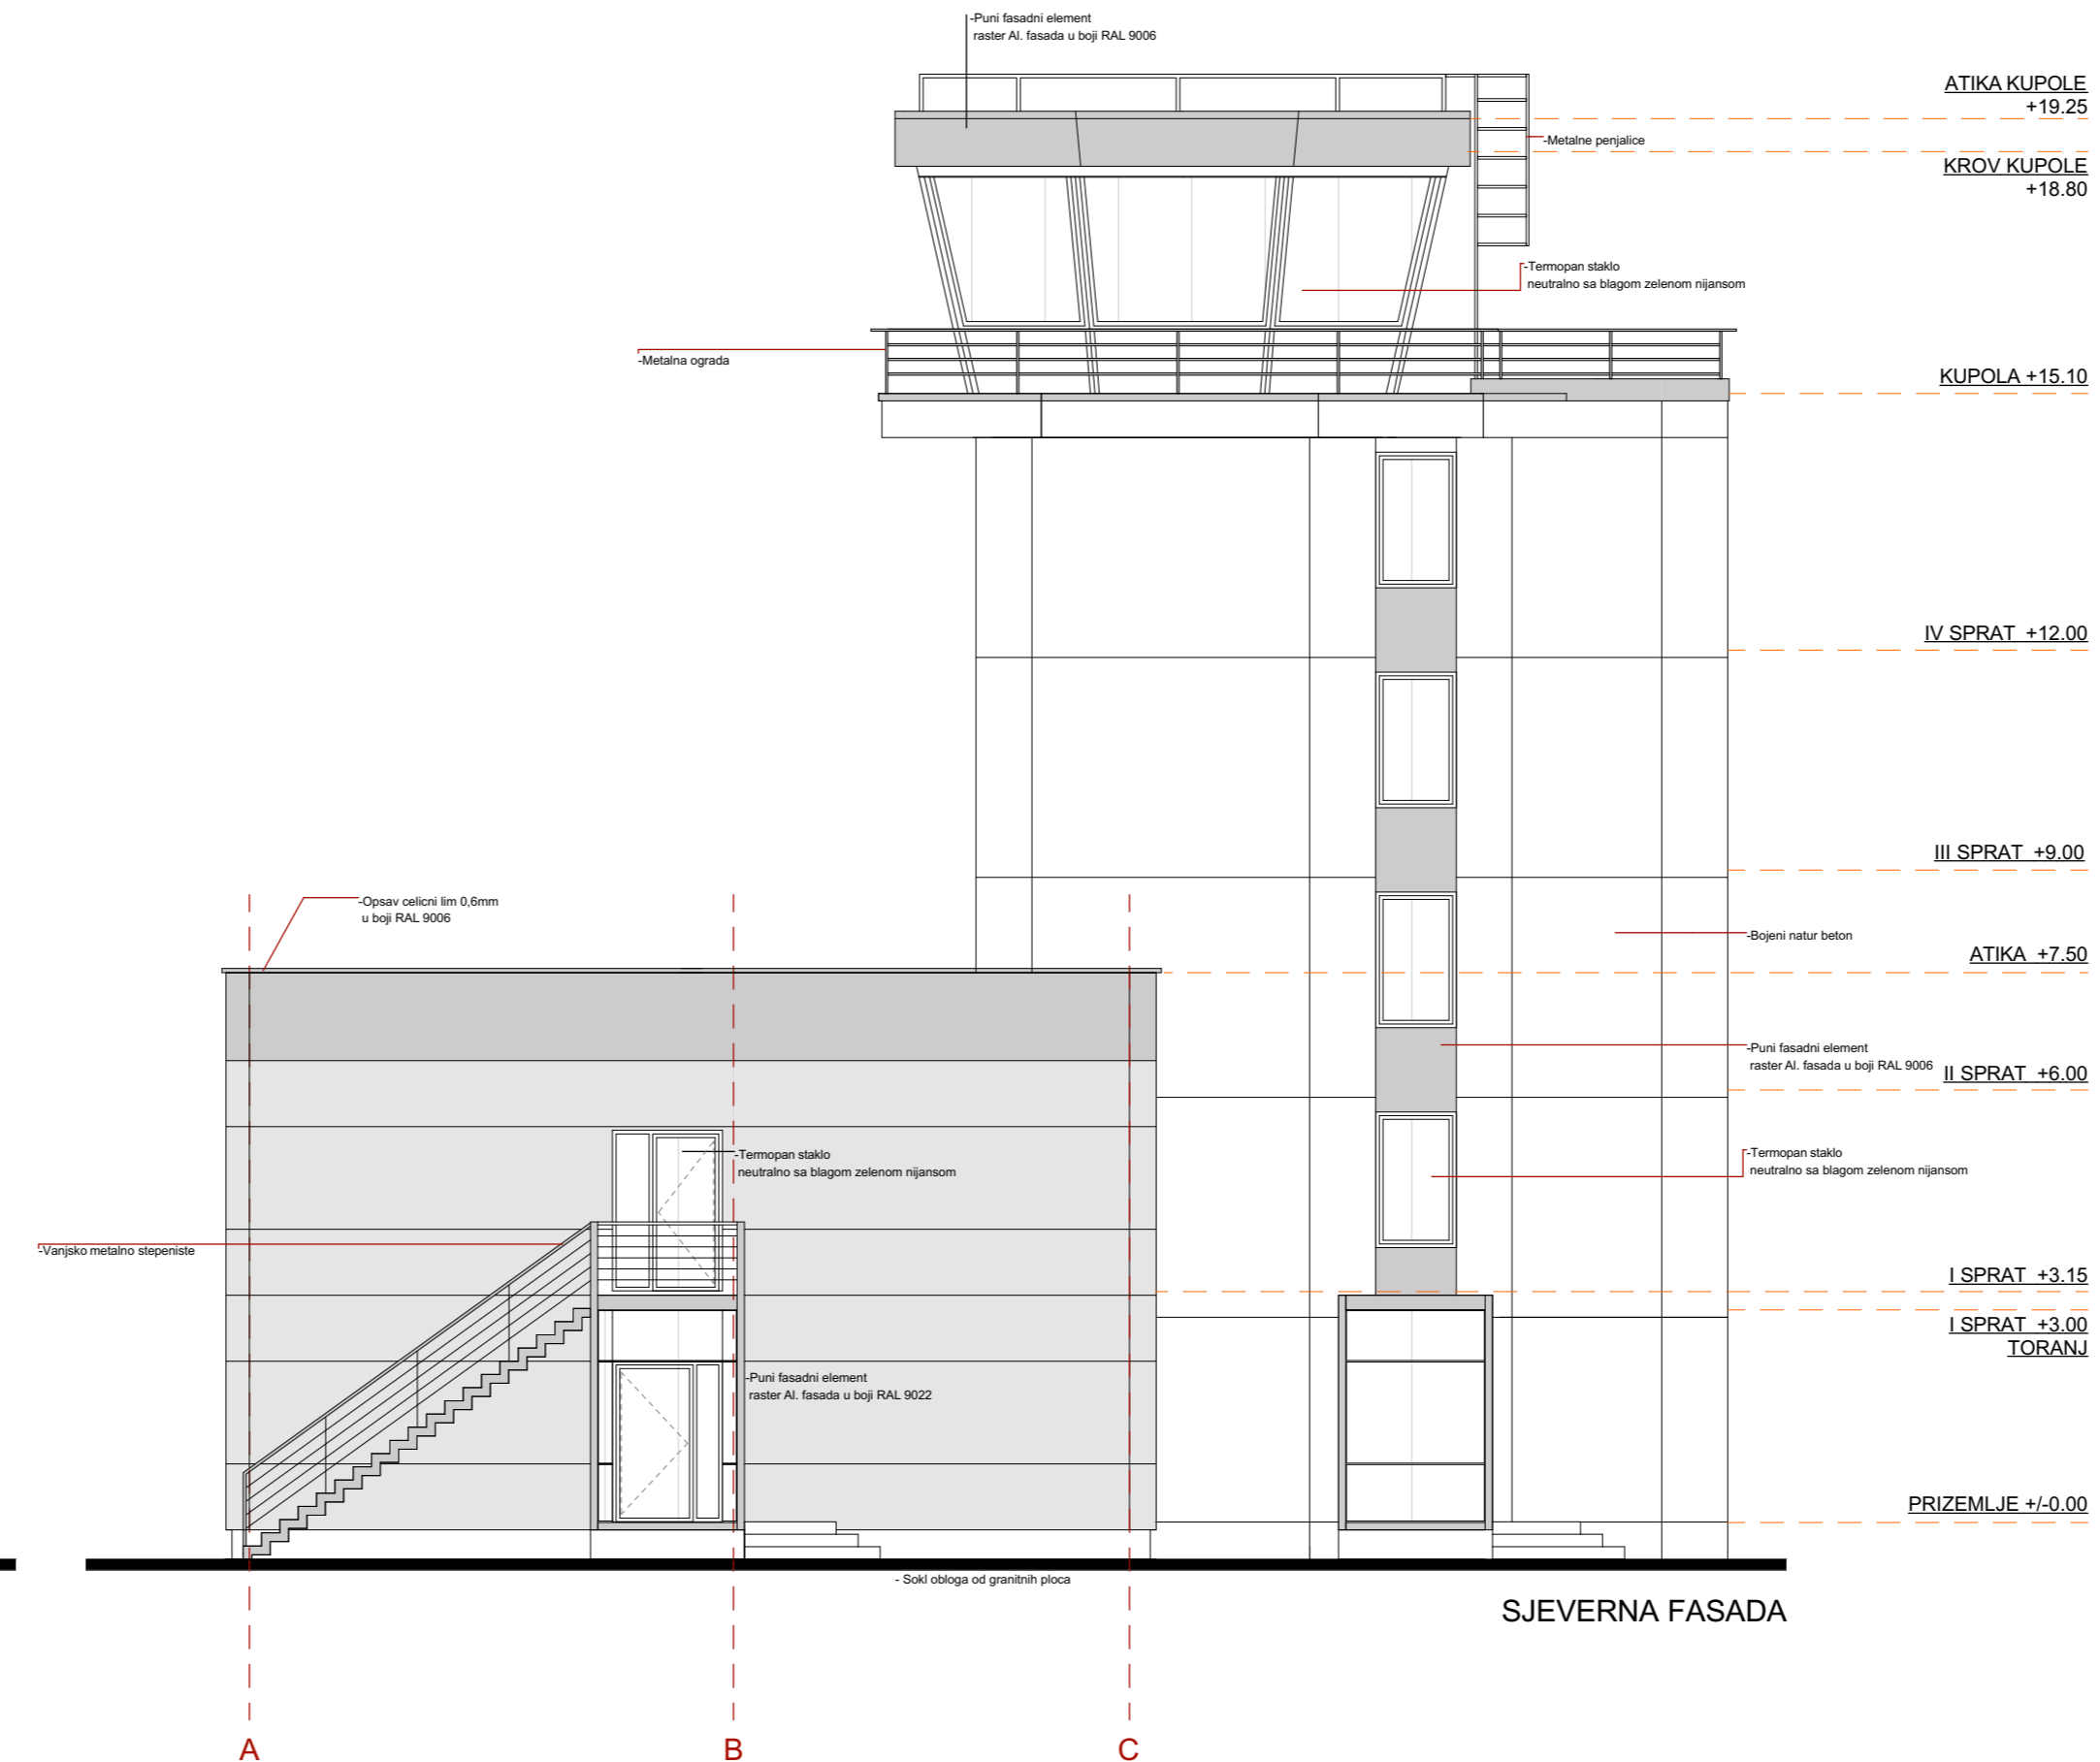 -Puni fasadni element
raster Al. fasada u boji RAL 9006
ATIKA KUPOLE
+19.25
-Metalne penjalice
KROV KUPOLE
+18.80
-Termopan staklo
neutralno sa blagom zelenom nijansom
-Metalna ograda
KUPOLA +15.10
IV SPRAT +12.00
III SPRAT +9.00
-Opsav celicni lim 0,6mm
u boji RAL 9006
-Bojeni natur beton
ATIKA +7.50
-Puni fasadni element
raster Al. fasada u boji RAL 9006
II SPRAT +6.00
-Termopan staklo
neutralno sa blagom zelenom nijansom
-Termopan staklo
neutralno sa blagom zelenom nijansom
-Vanjsko metalno stepeniste
I SPRAT +3.15
I SPRAT +3.00
TORANJ
-Puni fasadni element
raster Al. fasada u boji RAL 9022
PRIZEMLJE +/-0.00
- Sokl obloga od granitnih ploca
SJEVERNA FASADA
A
B
C